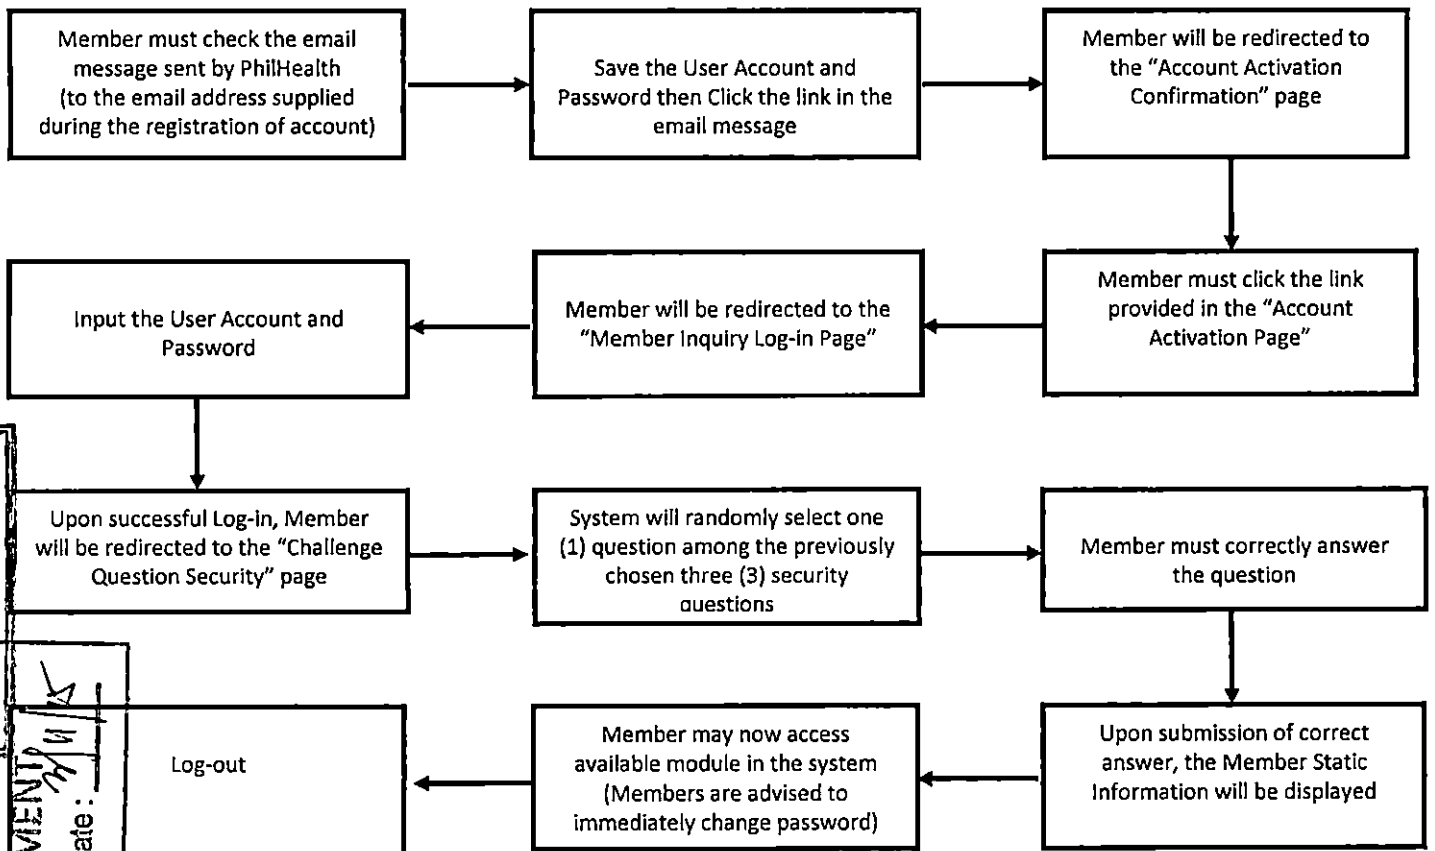 Member must check the email
message sent by PhilHealth
(to the email address supplied
during the registration of account)
Save the User Account and
Password then Click the link in the
email message
Member will be redirected to
the “Account Activation
Confirmation” page
Member must click the link
provided in the “Account
Activation Page”
Member will be redirected to the
“Member Inquiry Log-in Page”
Input the User Account and
Password
Upon successful Log-in, Member
will be redirected to the “Challenge
Question Security” page
System will randomly select one
(1) question among the previously
chosen three (3) security
questions
Member must correctly answer
the question
Upon submission of correct
answer, the Member Static
Information will be displayed
Member may now access
available module in the system
(Members are advised to
immediately change password)
Log-out
ate :